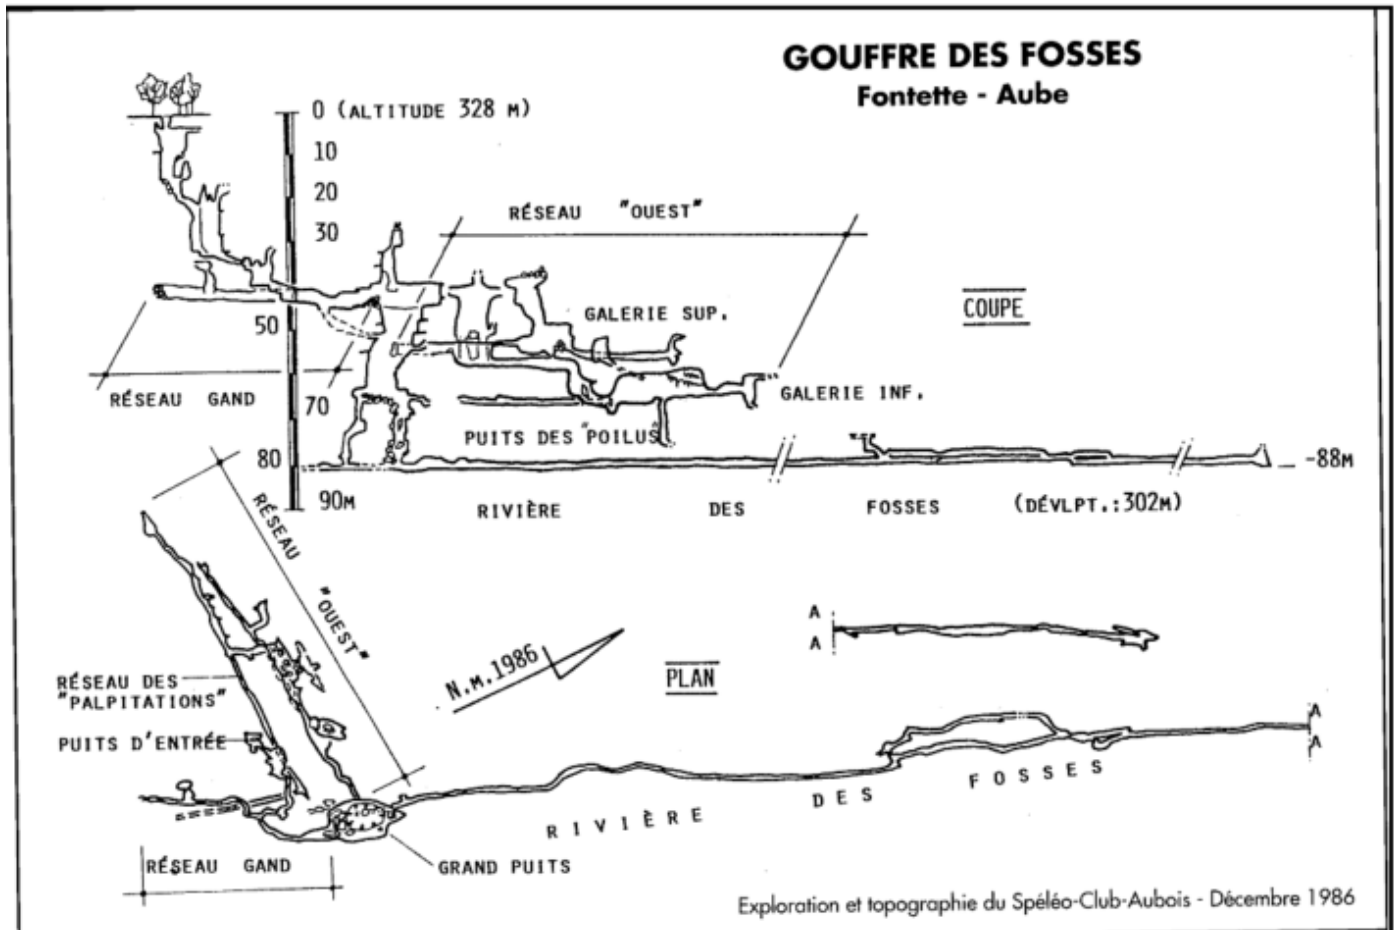 GOUFFRE DES FOSSES
Fontette - Aube
0 (ALTITUDE 328 M)
10
20
30
RÉSEAU "OUEST"
COUPE
50
GALERIE SUP.
RÉSEAU GAND
70
GALERIE INF.
PUITS DES "POILUS"
80
-88M
90M
RIVIÈRE DES FOSSES (DÉVLPT.:302M)
RÉSEAU "OUEST"
A
A
N.M.1986
PLAN
RÉSEAU DES
"PALPITATIONS"
PUITS D'ENTRÉE
A
A
RIVIÈRE DES FOSSES
RÉSEAU GAND
GRAND PUITS
Exploration et topographie du Spéléo-Club-Aubois - Décembre 1986